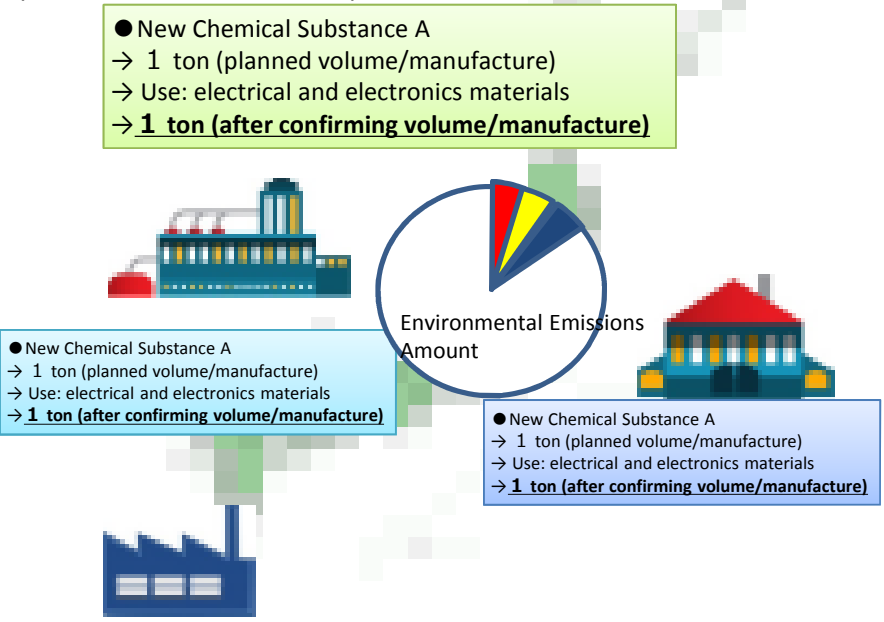 ●New Chemical Substance A
→ 1 ton (planned volume/manufacture)
→ Use: electrical and electronics materials
→ 1 ton (after confirming volume/manufacture)
Environmental Emissions
Amount
●New Chemical Substance A
→ 1 ton (planned volume/manufacture)
→ Use: electrical and electronics materials
→ 1 ton (after confirming volume/manufacture)
●New Chemical Substance A
→ 1 ton (planned volume/manufacture)
→ Use: electrical and electronics materials
→ 1 ton (after confirming volume/manufacture)